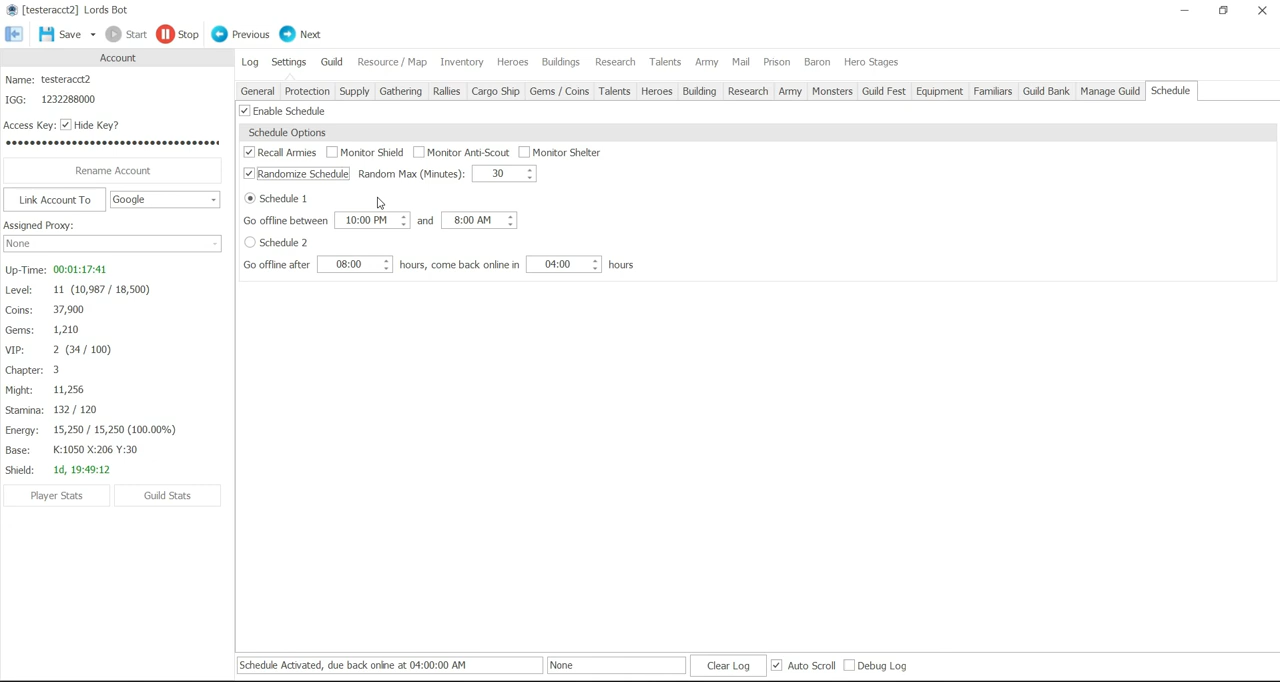 [testeracct2] Lords Bot
Save Start Stop Previous Next
Account
Name: testeracct2
IGG: 1232288000
Access Key: Hide Key?
Rename Account
Link Account To Google
Assigned Proxy:
None
Up-Time: 00:01:17:41
Level: 11 (10,987 / 18,500)
Coins: 37,900
Gems: 1,210
VIP: 2 (34 / 100)
Chapter: 3
Might: 11,256
Stamina: 132 / 120
Energy: 15,250 / 15,250 (100.00%)
Base: K:1050 X:206 Y:30
Shield: 1d, 19:49:12
Player Stats Guild Stats
Log Settings Guild Resource / Map Inventory Heroes Buildings Research Talents Army Mail Prison Baron Hero Stages
General Protection Supply Gathering Rallies Cargo Ship Gems / Coins Talents Heroes Building Research Army Monsters Guild Fest Equipment Familiars Guild Bank Manage Guild Schedule
Enable Schedule
Schedule Options
Recall Armies Monitor Shield Monitor Anti-Scout Monitor Shelter
Randomize Schedule Random Max (Minutes): 30
Schedule 1
Go offline between 10:00 PM and 8:00 AM
Schedule 2
Go offline after 08:00 hours, come back online in 04:00 hours
Schedule Activated, due back online at 04:00:00 AM None Clear Log Auto Scroll Debug Log